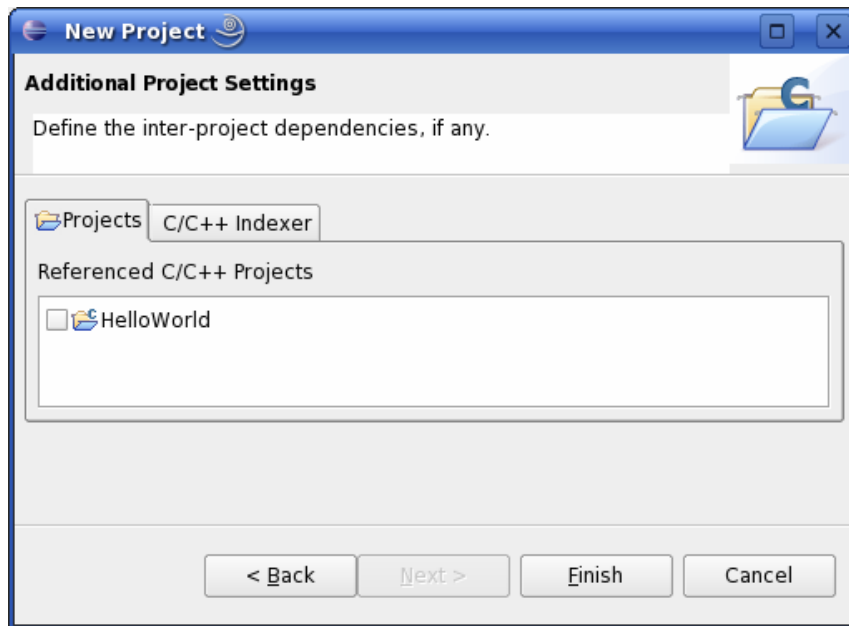 New Project
Additional Project Settings
Define the inter-project dependencies, if any.
Projects C/C++ Indexer
Referenced C/C++ Projects
HelloWorld
< Back Next > Finish Cancel